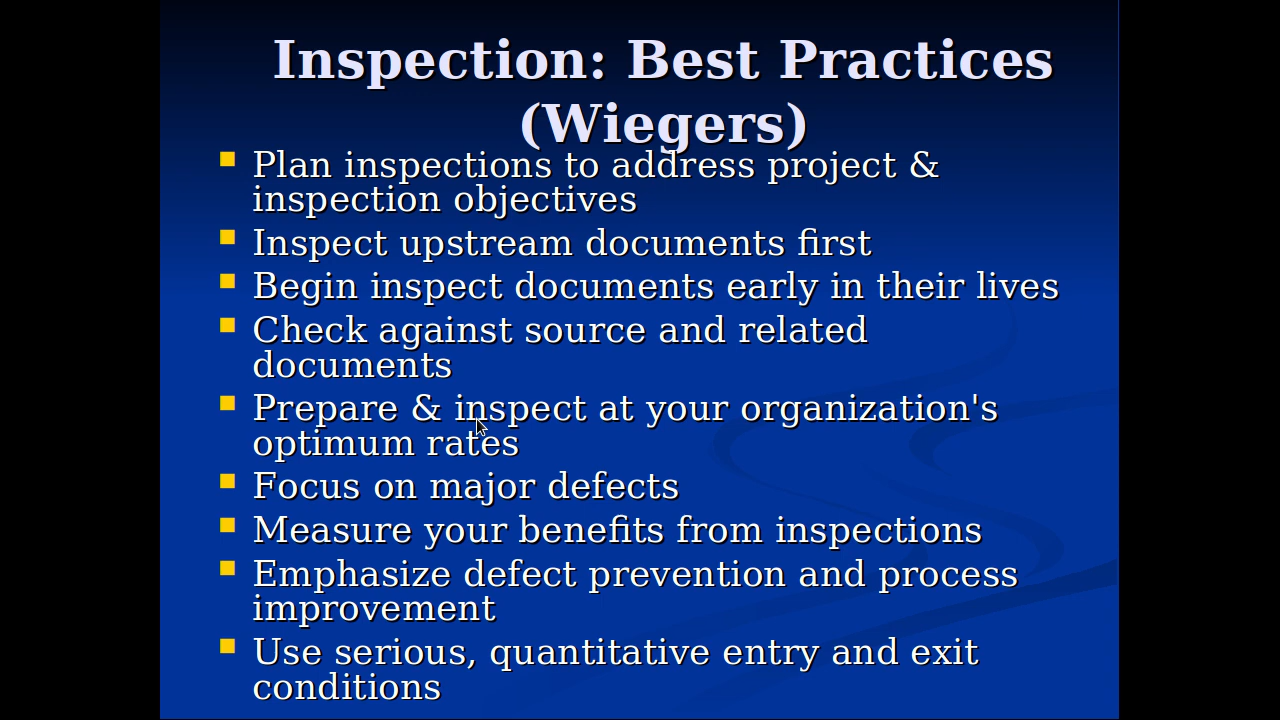 Inspection: Best Practices
(Wiegers)
Plan inspections to address project &
inspection objectives
Inspect upstream documents first
Begin inspect documents early in their lives
Check against source and related
documents
Prepare & inspect at your organization's
optimum rates
Focus on major defects
Measure your benefits from inspections
Emphasize defect prevention and process
improvement
Use serious, quantitative entry and exit
conditions